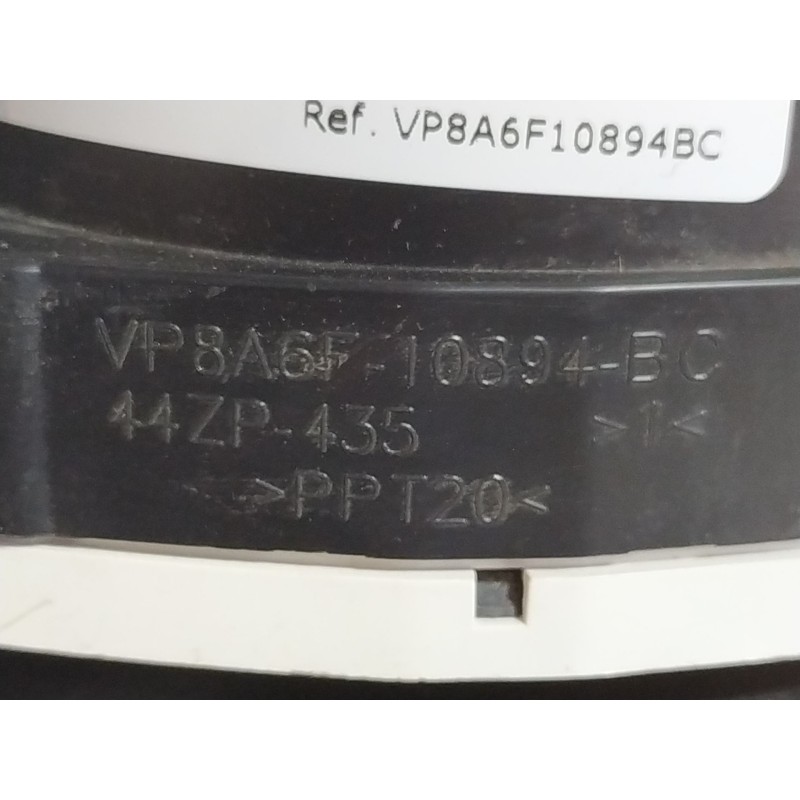 Ref. VP8A6F10894BC
VP8A6F-10894-BC
44ZP-435 >1<
>PPT20<